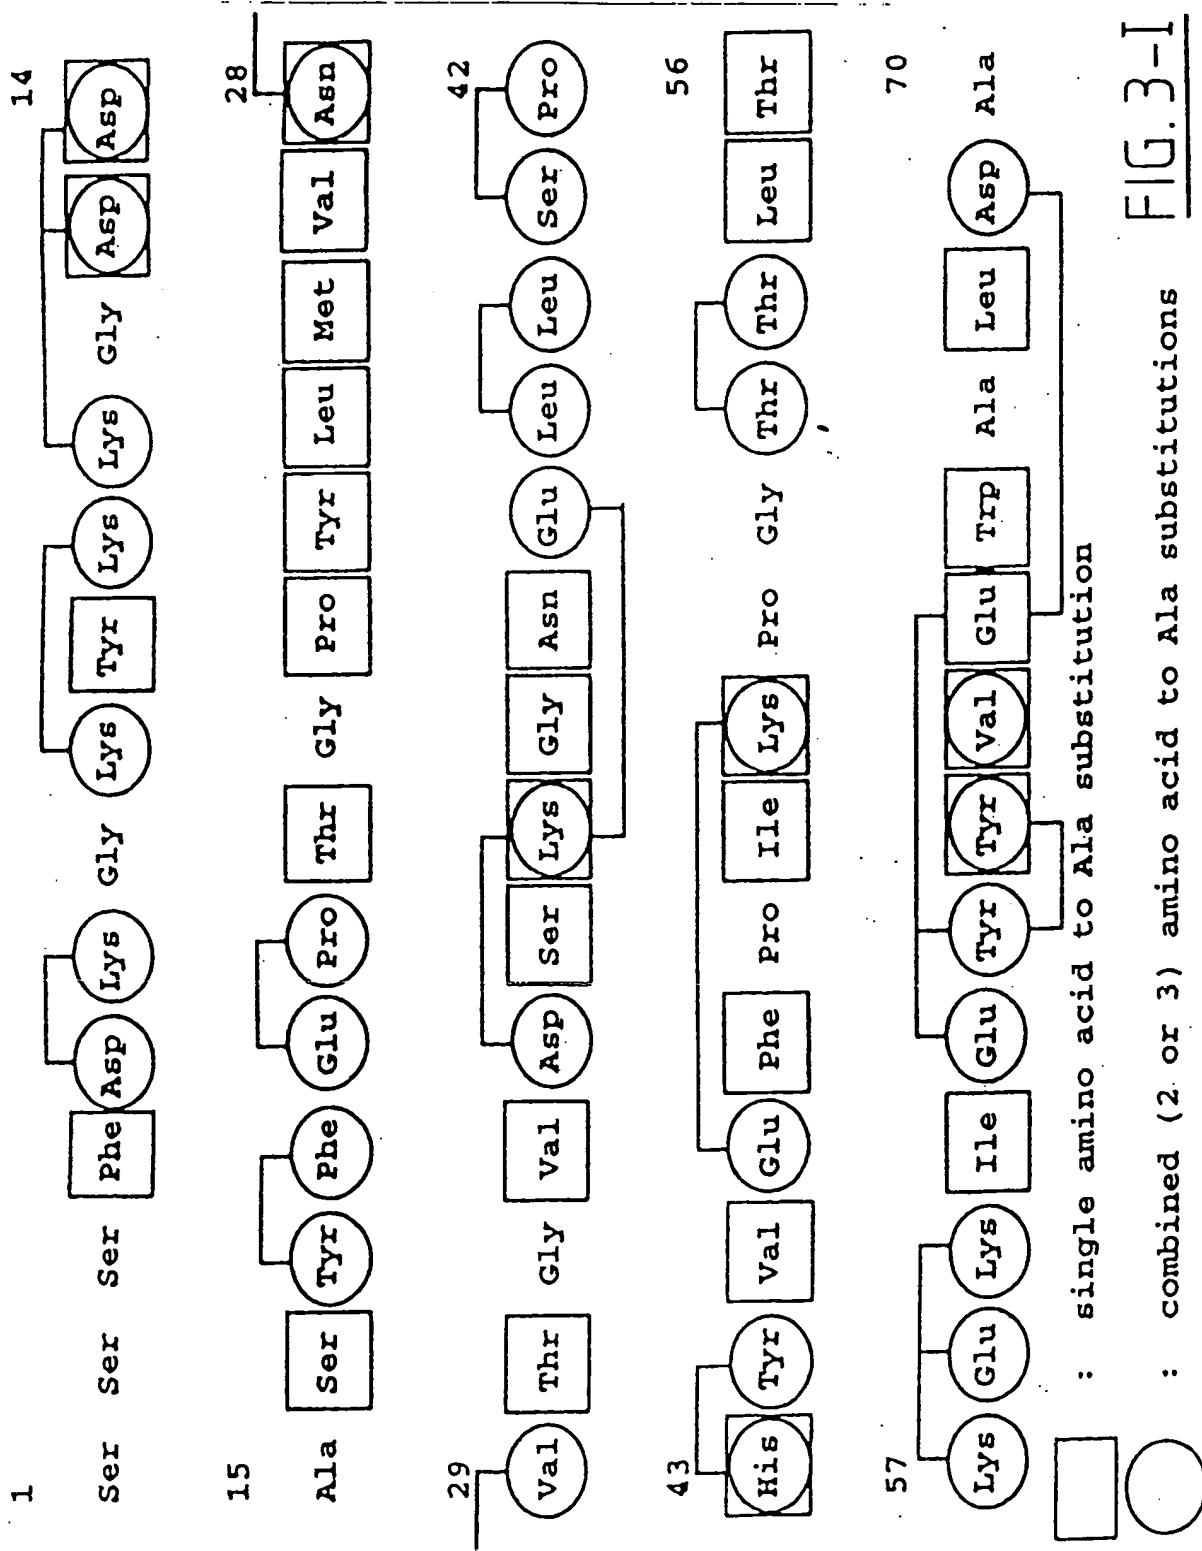 1 14
Ser Ser Ser Phe Asp Lys Gly Lys Tyr Lys Lys Gly Asp Asp
15 28
Ala Ser Tyr Phe Glu Pro Thr Gly Pro Tyr Leu Met Val Asn
29 42
Val Thr Gly Val Asp Ser Lys Gly Asn Glu Leu Leu Ser Pro
43 56
His Tyr Val Glu Phe Pro Ile Lys Pro Gly Thr Thr Leu Thr
57 70
Lys Glu Lys Ile Glu Tyr Tyr Val Glu Trp Ala Leu Asp Ala
: single amino acid to Ala substitution
: combined (2 or 3) amino acid to Ala substitutions
FIG. 3-I